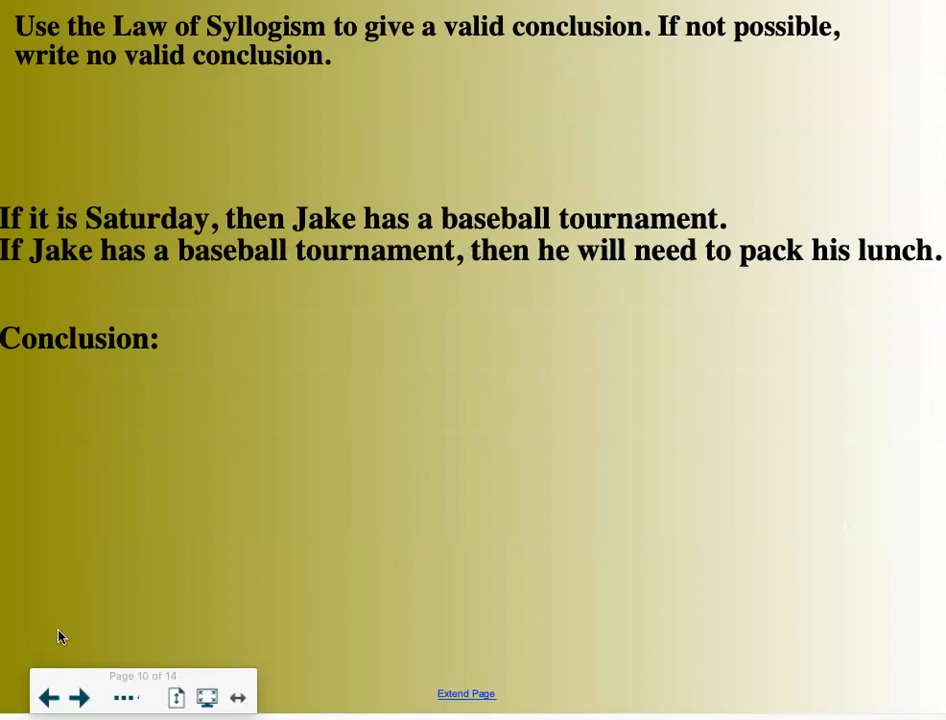 Use the Law of Syllogism to give a valid conclusion. If not possible,
write no valid conclusion.
If it is Saturday, then Jake has a baseball tournament.
If Jake has a baseball tournament, then he will need to pack his lunch.
Conclusion:
Page 10 of 14
Extend Page